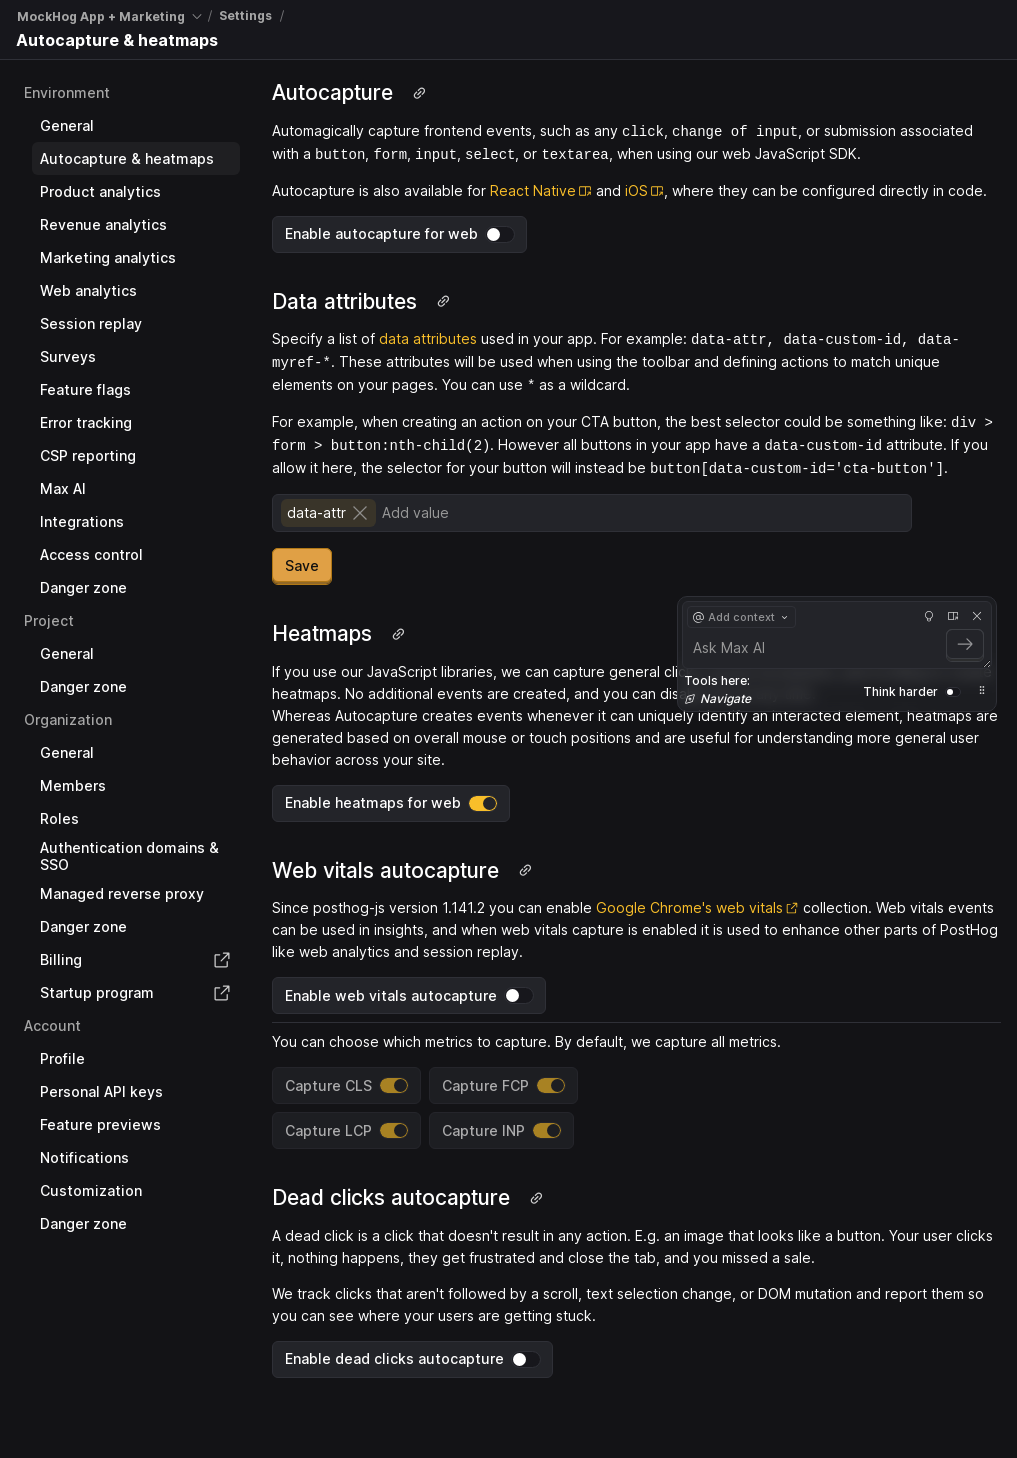 MockHog App + Marketing / Settings /
Autocapture & heatmaps
Environment
General
Autocapture & heatmaps
Product analytics
Revenue analytics
Marketing analytics
Web analytics
Session replay
Surveys
Feature flags
Error tracking
CSP reporting
Max AI
Integrations
Access control
Danger zone
Project
General
Danger zone
Organization
General
Members
Roles
Authentication domains &
SSO
Managed reverse proxy
Danger zone
Billing
Startup program
Account
Profile
Personal API keys
Feature previews
Notifications
Customization
Danger zone
Autocapture
Automagically capture frontend events, such as any click, change of input, or submission associated
with a button, form, input, select, or textarea, when using our web JavaScript SDK.
Autocapture is also available for React Native and iOS, where they can be configured directly in code.
Enable autocapture for web
Data attributes
Specify a list of data attributes used in your app. For example: data-attr, data-custom-id, data-
myref-*. These attributes will be used when using the toolbar and defining actions to match unique
elements on your pages. You can use * as a wildcard.
For example, when creating an action on your CTA button, the best selector could be something like: div >
form > button:nth-child(2). However all buttons in your app have a data-custom-id attribute. If you
allow it here, the selector for your button will instead be button[data-custom-id='cta-button'].
data-attr Add value
Save
Heatmaps
If you use our JavaScript libraries, we can capture general clic
heatmaps. No additional events are created, and you can dis
Whereas Autocapture creates events whenever it can uniquely identify an interacted element, heatmaps are
generated based on overall mouse or touch positions and are useful for understanding more general user
behavior across your site.
Enable heatmaps for web
@ Add context
Ask Max AI
Tools here:
Navigate
Think harder
Web vitals autocapture
Since posthog-js version 1.141.2 you can enable Google Chrome's web vitals collection. Web vitals events
can be used in insights, and when web vitals capture is enabled it is used to enhance other parts of PostHog
like web analytics and session replay.
Enable web vitals autocapture
You can choose which metrics to capture. By default, we capture all metrics.
Capture CLS Capture FCP
Capture LCP Capture INP
Dead clicks autocapture
A dead click is a click that doesn't result in any action. E.g. an image that looks like a button. Your user clicks
it, nothing happens, they get frustrated and close the tab, and you missed a sale.
We track clicks that aren't followed by a scroll, text selection change, or DOM mutation and report them so
you can see where your users are getting stuck.
Enable dead clicks autocapture